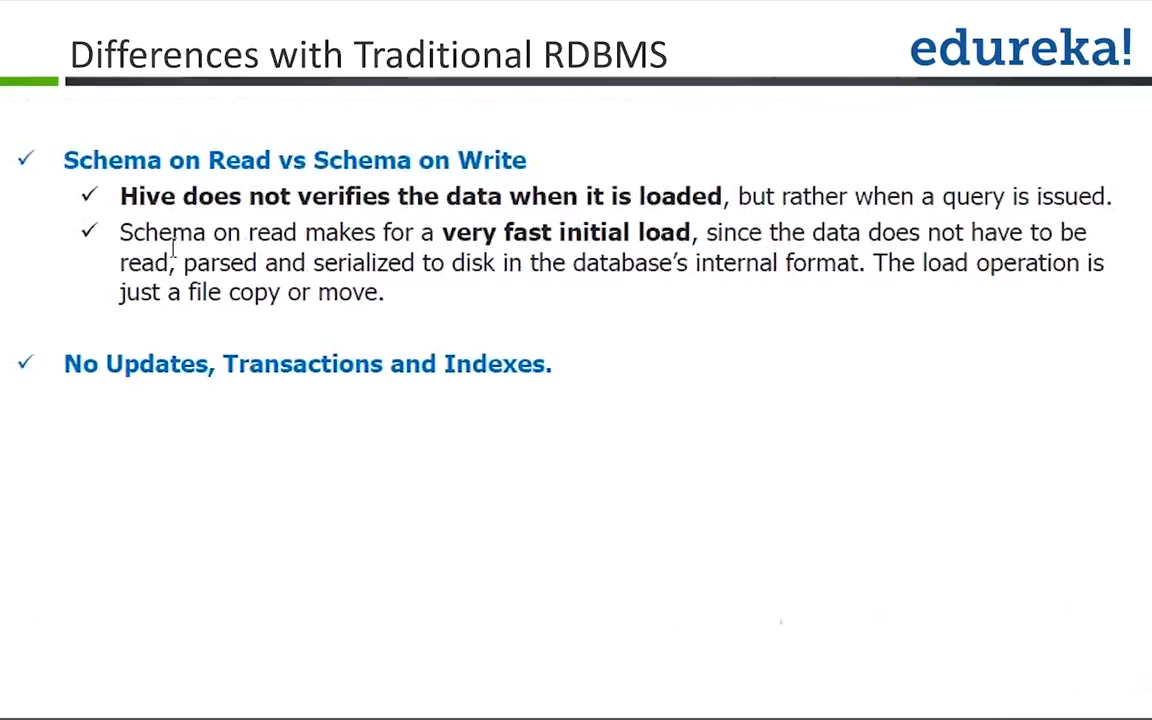 Differences with Traditional RDBMS
edureka!
Schema on Read vs Schema on Write
Hive does not verifies the data when it is loaded, but rather when a query is issued.
Schema on read makes for a very fast initial load, since the data does not have to be
read, parsed and serialized to disk in the database’s internal format. The load operation is
just a file copy or move.
No Updates, Transactions and Indexes.